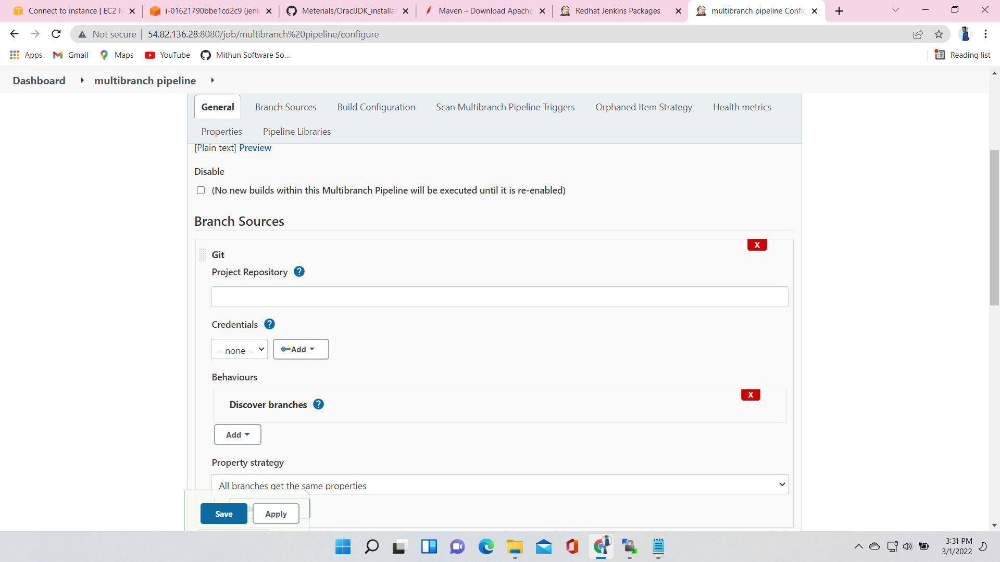 Connect to instance | EC2 M
i-01621790bbe1cd2c9 (jenk
Meterials/OraclJDK_installat
Maven – Download Apache
Redhat Jenkins Packages
multibranch pipeline Config
Not secure | 54.82.136.28:8080/job/multibranch%20pipeline/configure
Apps Gmail Maps YouTube Mithun Software So... Reading list
Dashboard multibranch pipeline
General Branch Sources Build Configuration Scan Multibranch Pipeline Triggers Orphaned Item Strategy Health metrics
Properties Pipeline Libraries
[Plain text] Preview
Disable
(No new builds within this Multibranch Pipeline will be executed until it is re-enabled)
Branch Sources
X
Git
Project Repository ?
Credentials ?
- none - Add
Behaviours
X
Discover branches ?
Add
Property strategy
All branches get the same properties
Save Apply
3:31 PM
3/1/2022